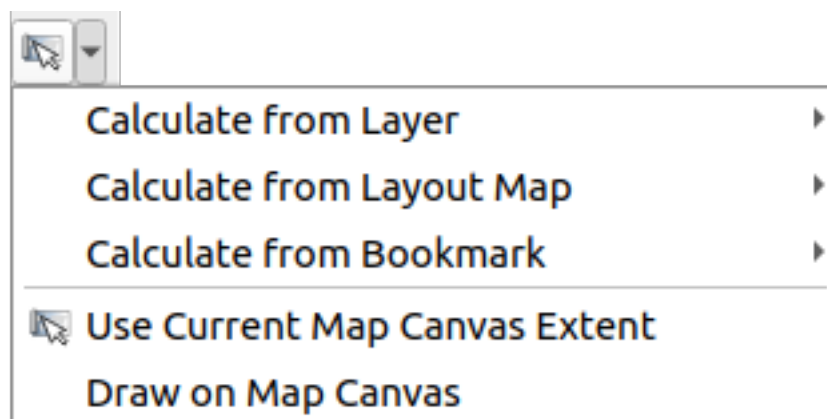 Calculate from Layer
Calculate from Layout Map
Calculate from Bookmark
Use Current Map Canvas Extent
Draw on Map Canvas